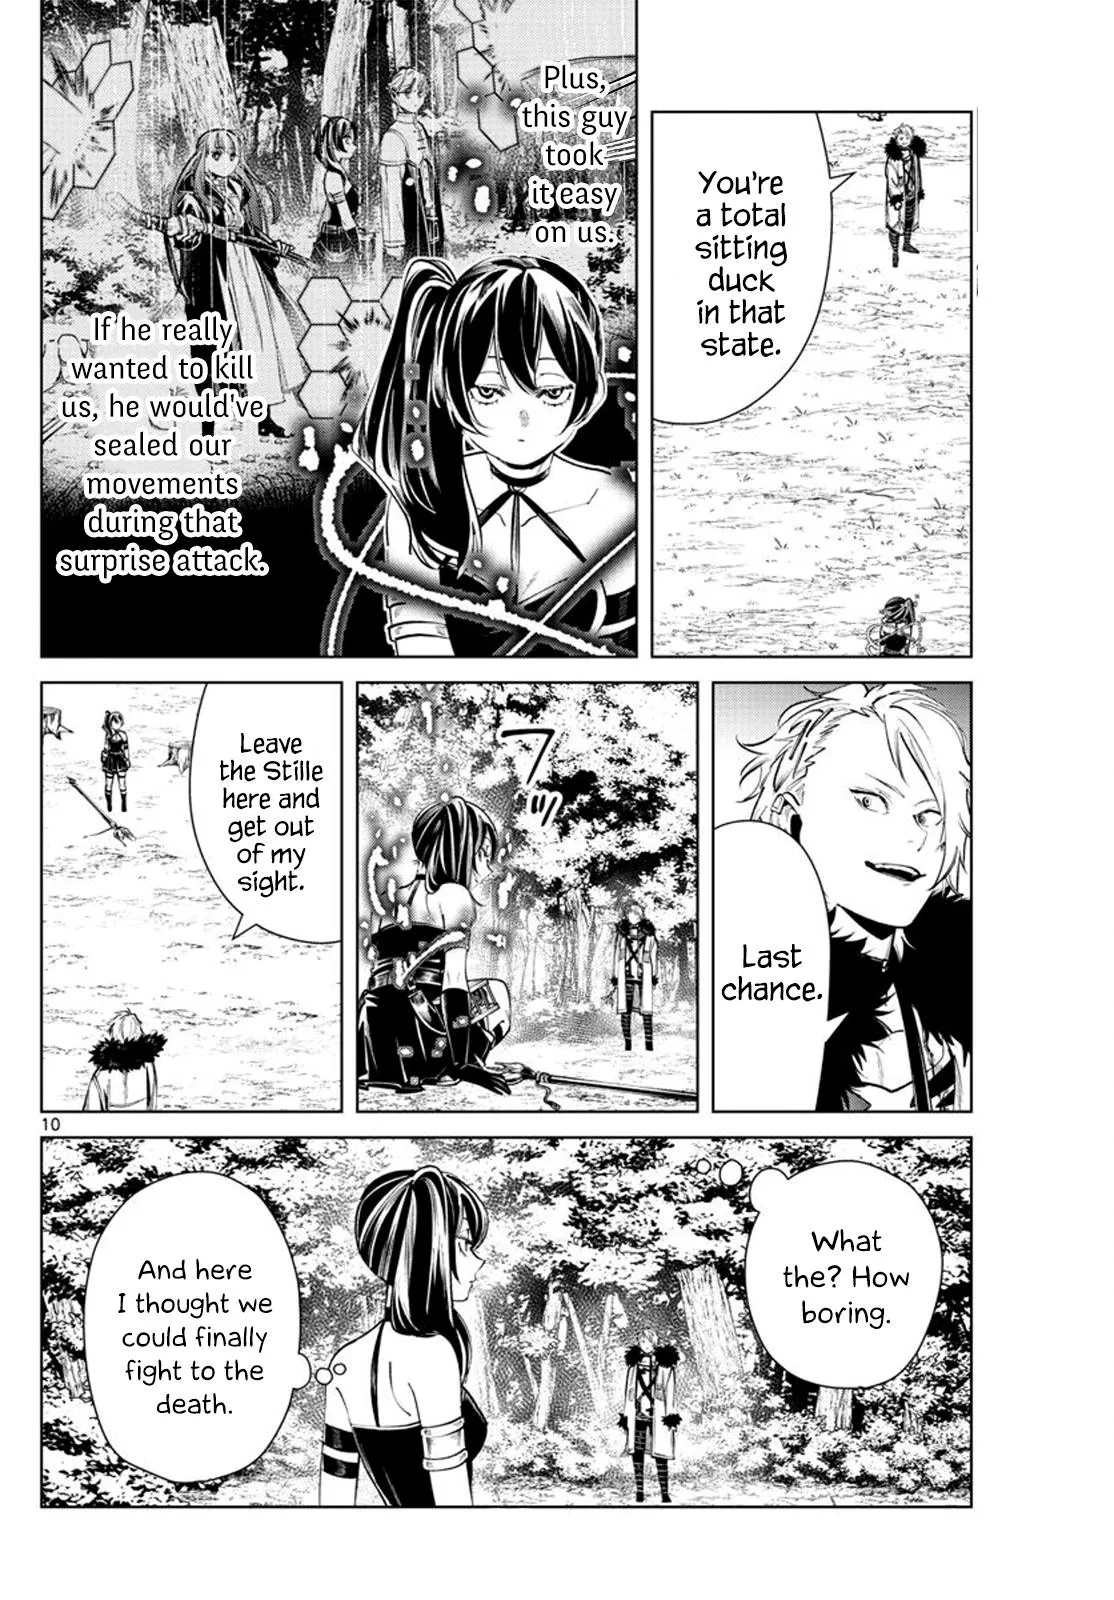 You're
a total
sitting
duck
in that
state.
Plus,
this guy
took
it easy
on us.
If he really
wanted to kill
us, he would've
sealed our
movements
during that
surprise attack.
Last
chance.
フッ
Leave
the Stille
here and
get out
of my
sight.
10
What
the? How
boring.
And here
I thought we
could finally
fight to the
death.